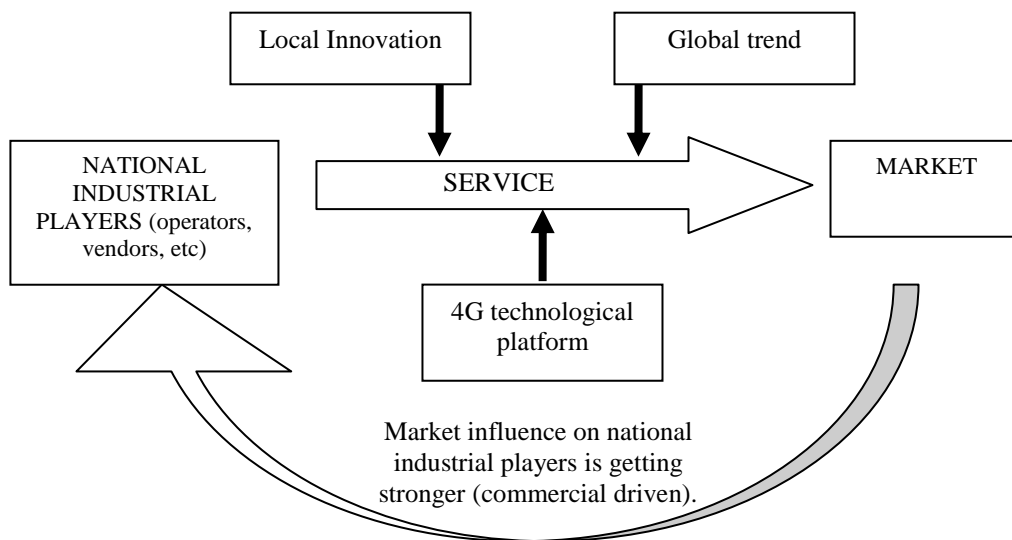 Local Innovation
Global trend
NATIONAL
INDUSTRIAL
PLAYERS (operators,
vendors, etc)
SERVICE
MARKET
4G technological
platform
Market influence on national
industrial players is getting
stronger (commercial driven).